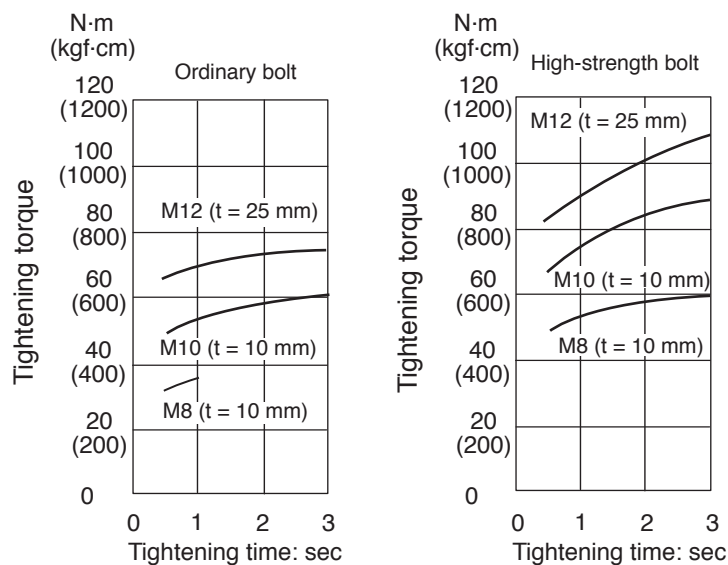 N·m
(kgf·cm)
Ordinary bolt
120
(1200)
100
(1000)
80
(800)
60
(600)
40
(400)
20
(200)
0
Tightening torque
M12 (t = 25 mm)
M10 (t = 10 mm)
M8 (t = 10 mm)
0 1 2 3
Tightening time: sec
N·m
(kgf·cm)
High-strength bolt
120
(1200)
100
(1000)
80
(800)
60
(600)
40
(400)
20
(200)
0
Tightening torque
M12 (t = 25 mm)
M10 (t = 10 mm)
M8 (t = 10 mm)
0 1 2 3
Tightening time: sec